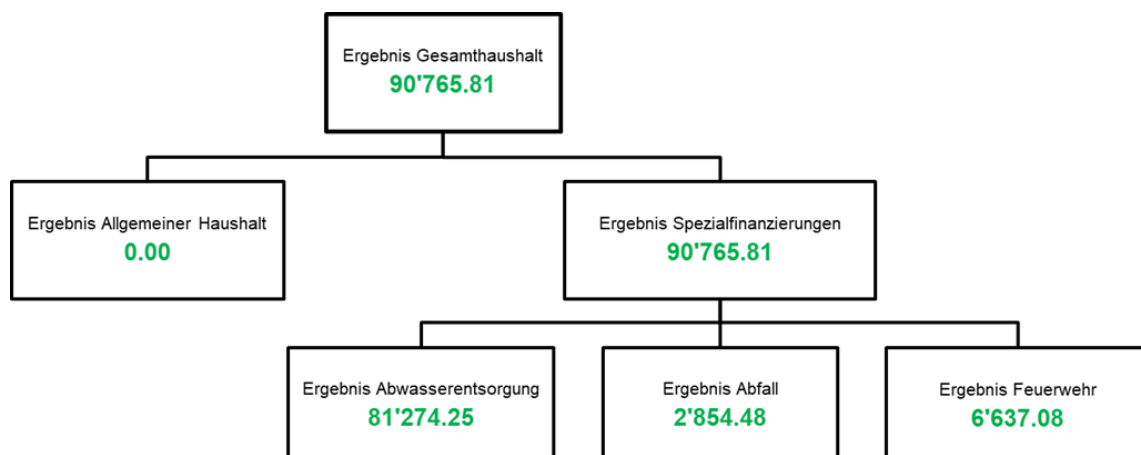 Ergebnis Gesamthaushalt
90'765.81
Ergebnis Allgemeiner Haushalt
0.00
Ergebnis Spezialfinanzierungen
90'765.81
Ergebnis Abwasserentsorgung
81'274.25
Ergebnis Abfall
2'854.48
Ergebnis Feuerwehr
6'637.08